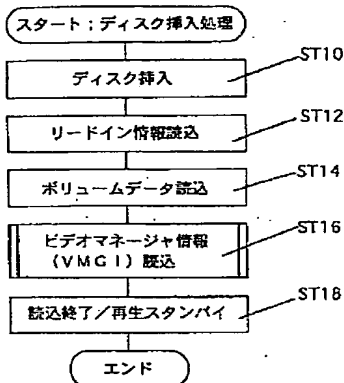 スタート；ディスク挿入処理
ST10
ディスク挿入
ST12
リードイン情報読込
ST14
ボリュームデータ読込
ST16
ビデオマネージャ情報
（VMGI）読込
ST18
読込終了／再生スタンバイ
エンド